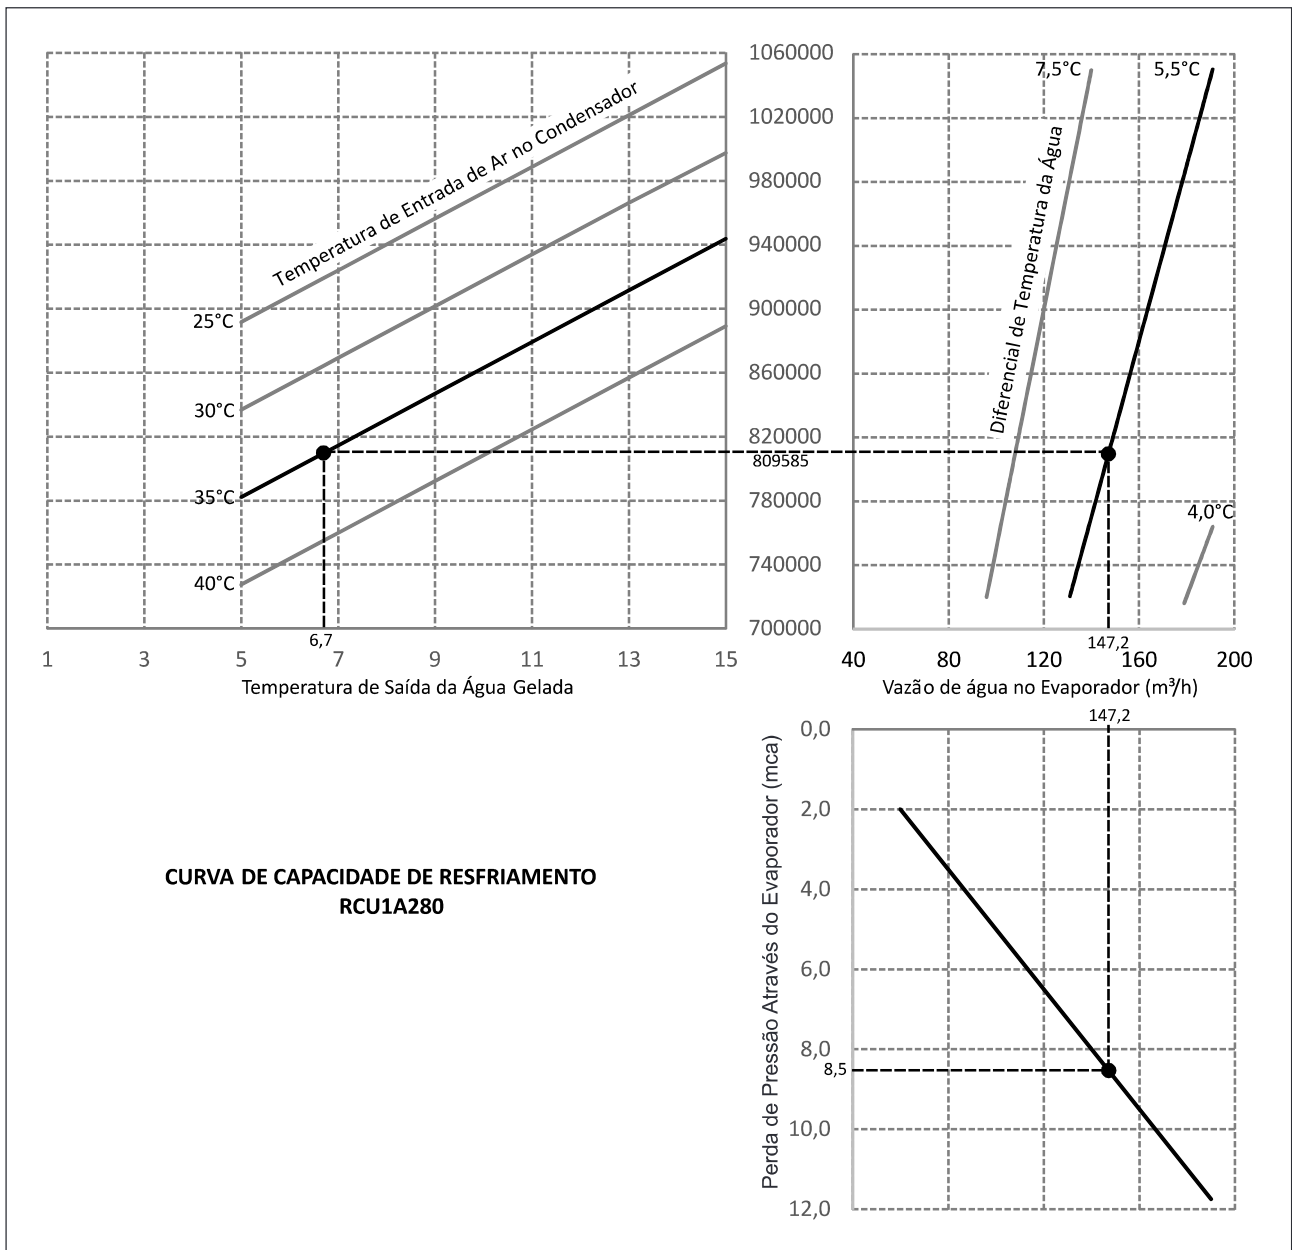 Temperatura de Entrada de Ar no Condensador
25°C
30°C
35°C
40°C
6,7
1 3 5 7 9 11 13 15
Temperatura de Saída da Água Gelada
1060000
1020000
980000
940000
900000
860000
820000
809585
780000
740000
700000
7,5°C
5,5°C
4,0°C
Diferencial de Temperatura da Água
147,2
40 80 120 160 200
Vazão de água no Evaporador (m³/h)
147,2
Perda de Pressão Através do Evaporador (mca)
0,0
2,0
4,0
6,0
8,0
8,5
10,0
12,0
CURVA DE CAPACIDADE DE RESFRIAMENTO
RCU1A280